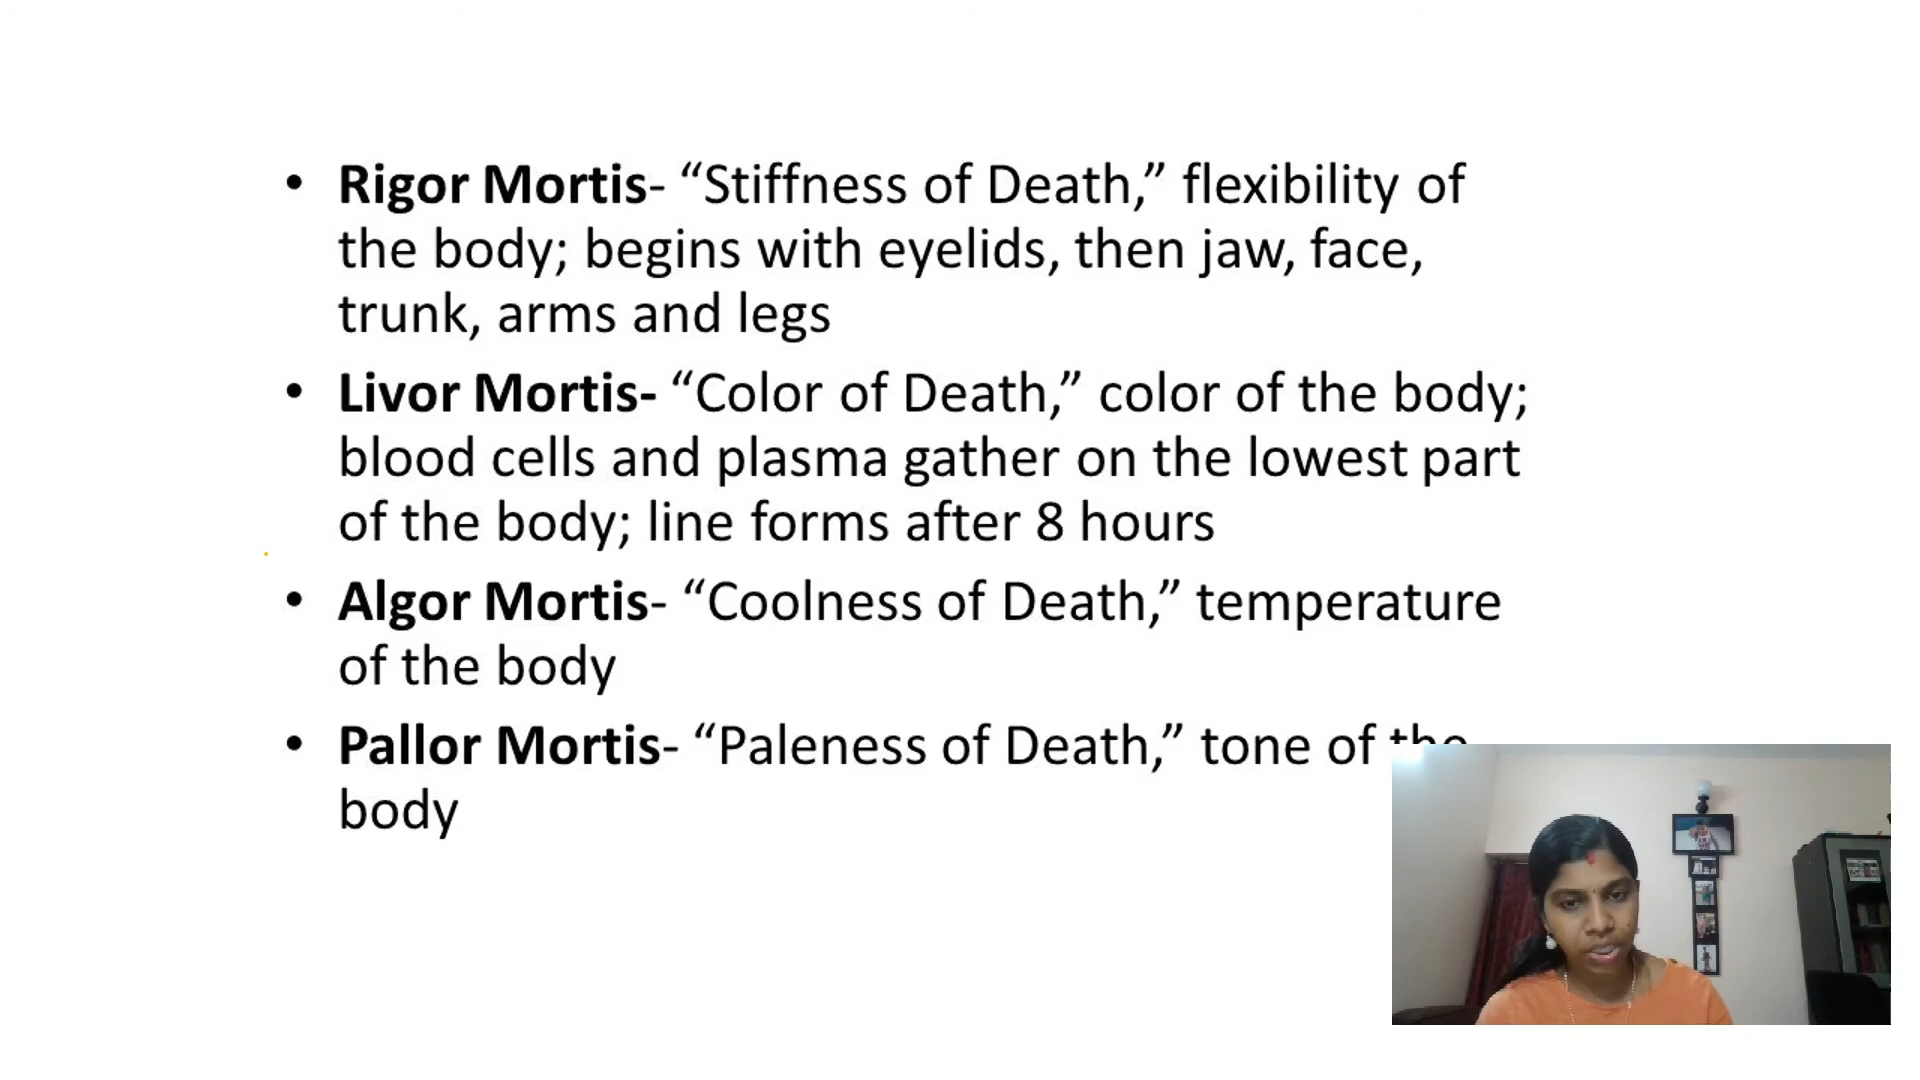 • Rigor Mortis- “Stiffness of Death,” flexibility of
the body; begins with eyelids, then jaw, face,
trunk, arms and legs
• Livor Mortis- “Color of Death,” color of the body;
blood cells and plasma gather on the lowest part
of the body; line forms after 8 hours
• Algor Mortis- “Coolness of Death,” temperature
of the body
• Pallor Mortis- “Paleness of Death,” tone of the
body